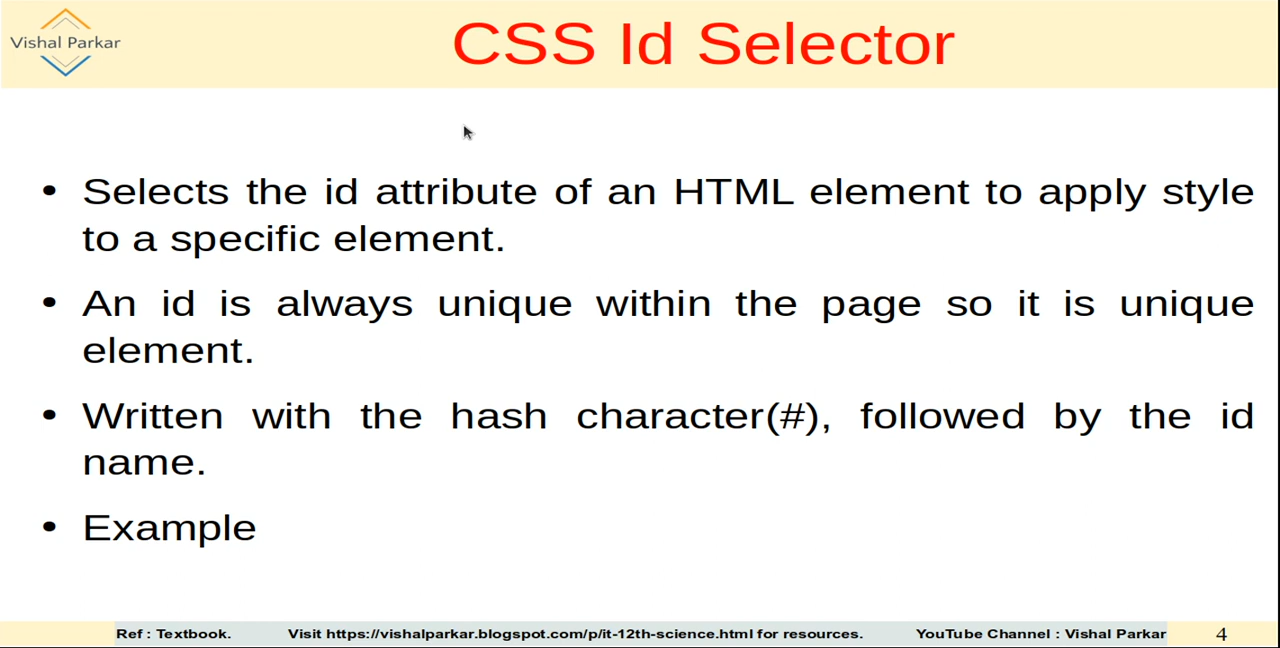 Vishal Parkar
CSS Id Selector
• Selects the id attribute of an HTML element to apply style
to a specific element.
• An id is always unique within the page so it is unique
element.
• Written with the hash character(#), followed by the id
name.
• Example
Ref : Textbook. Visit https://vishalparkar.blogspot.com/p/it-12th-science.html for resources. YouTube Channel : Vishal Parkar 4